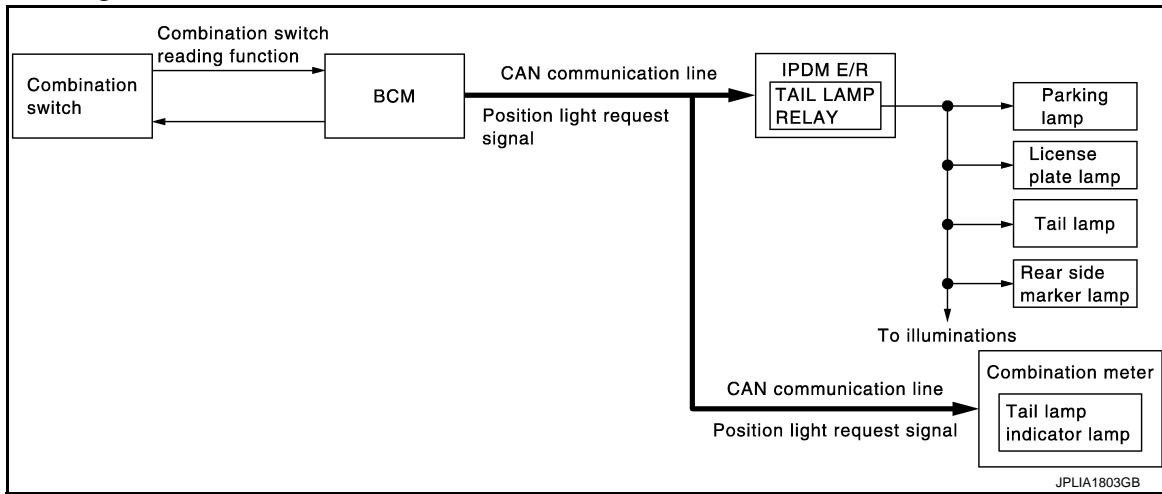 Combination switch
reading function
Combination
switch
BCM
CAN communication line
Position light request
signal
IPDM E/R
TAIL LAMP
RELAY
Parking
lamp
License
plate lamp
Tail lamp
Rear side
marker lamp
To illuminations
CAN communication line
Position light request signal
Combination meter
Tail lamp
indicator lamp
JPLIA1803GB